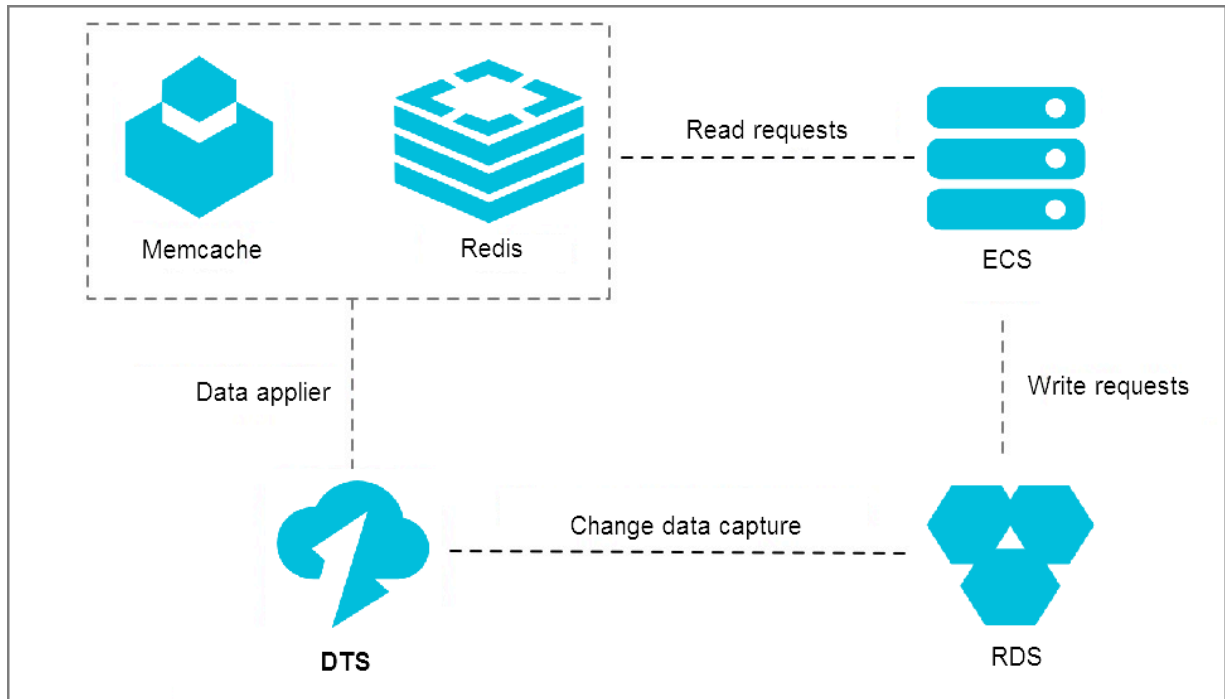 Read requests
Memcache
Redis
ECS
Data applier
Write requests
Change data capture
DTS
RDS